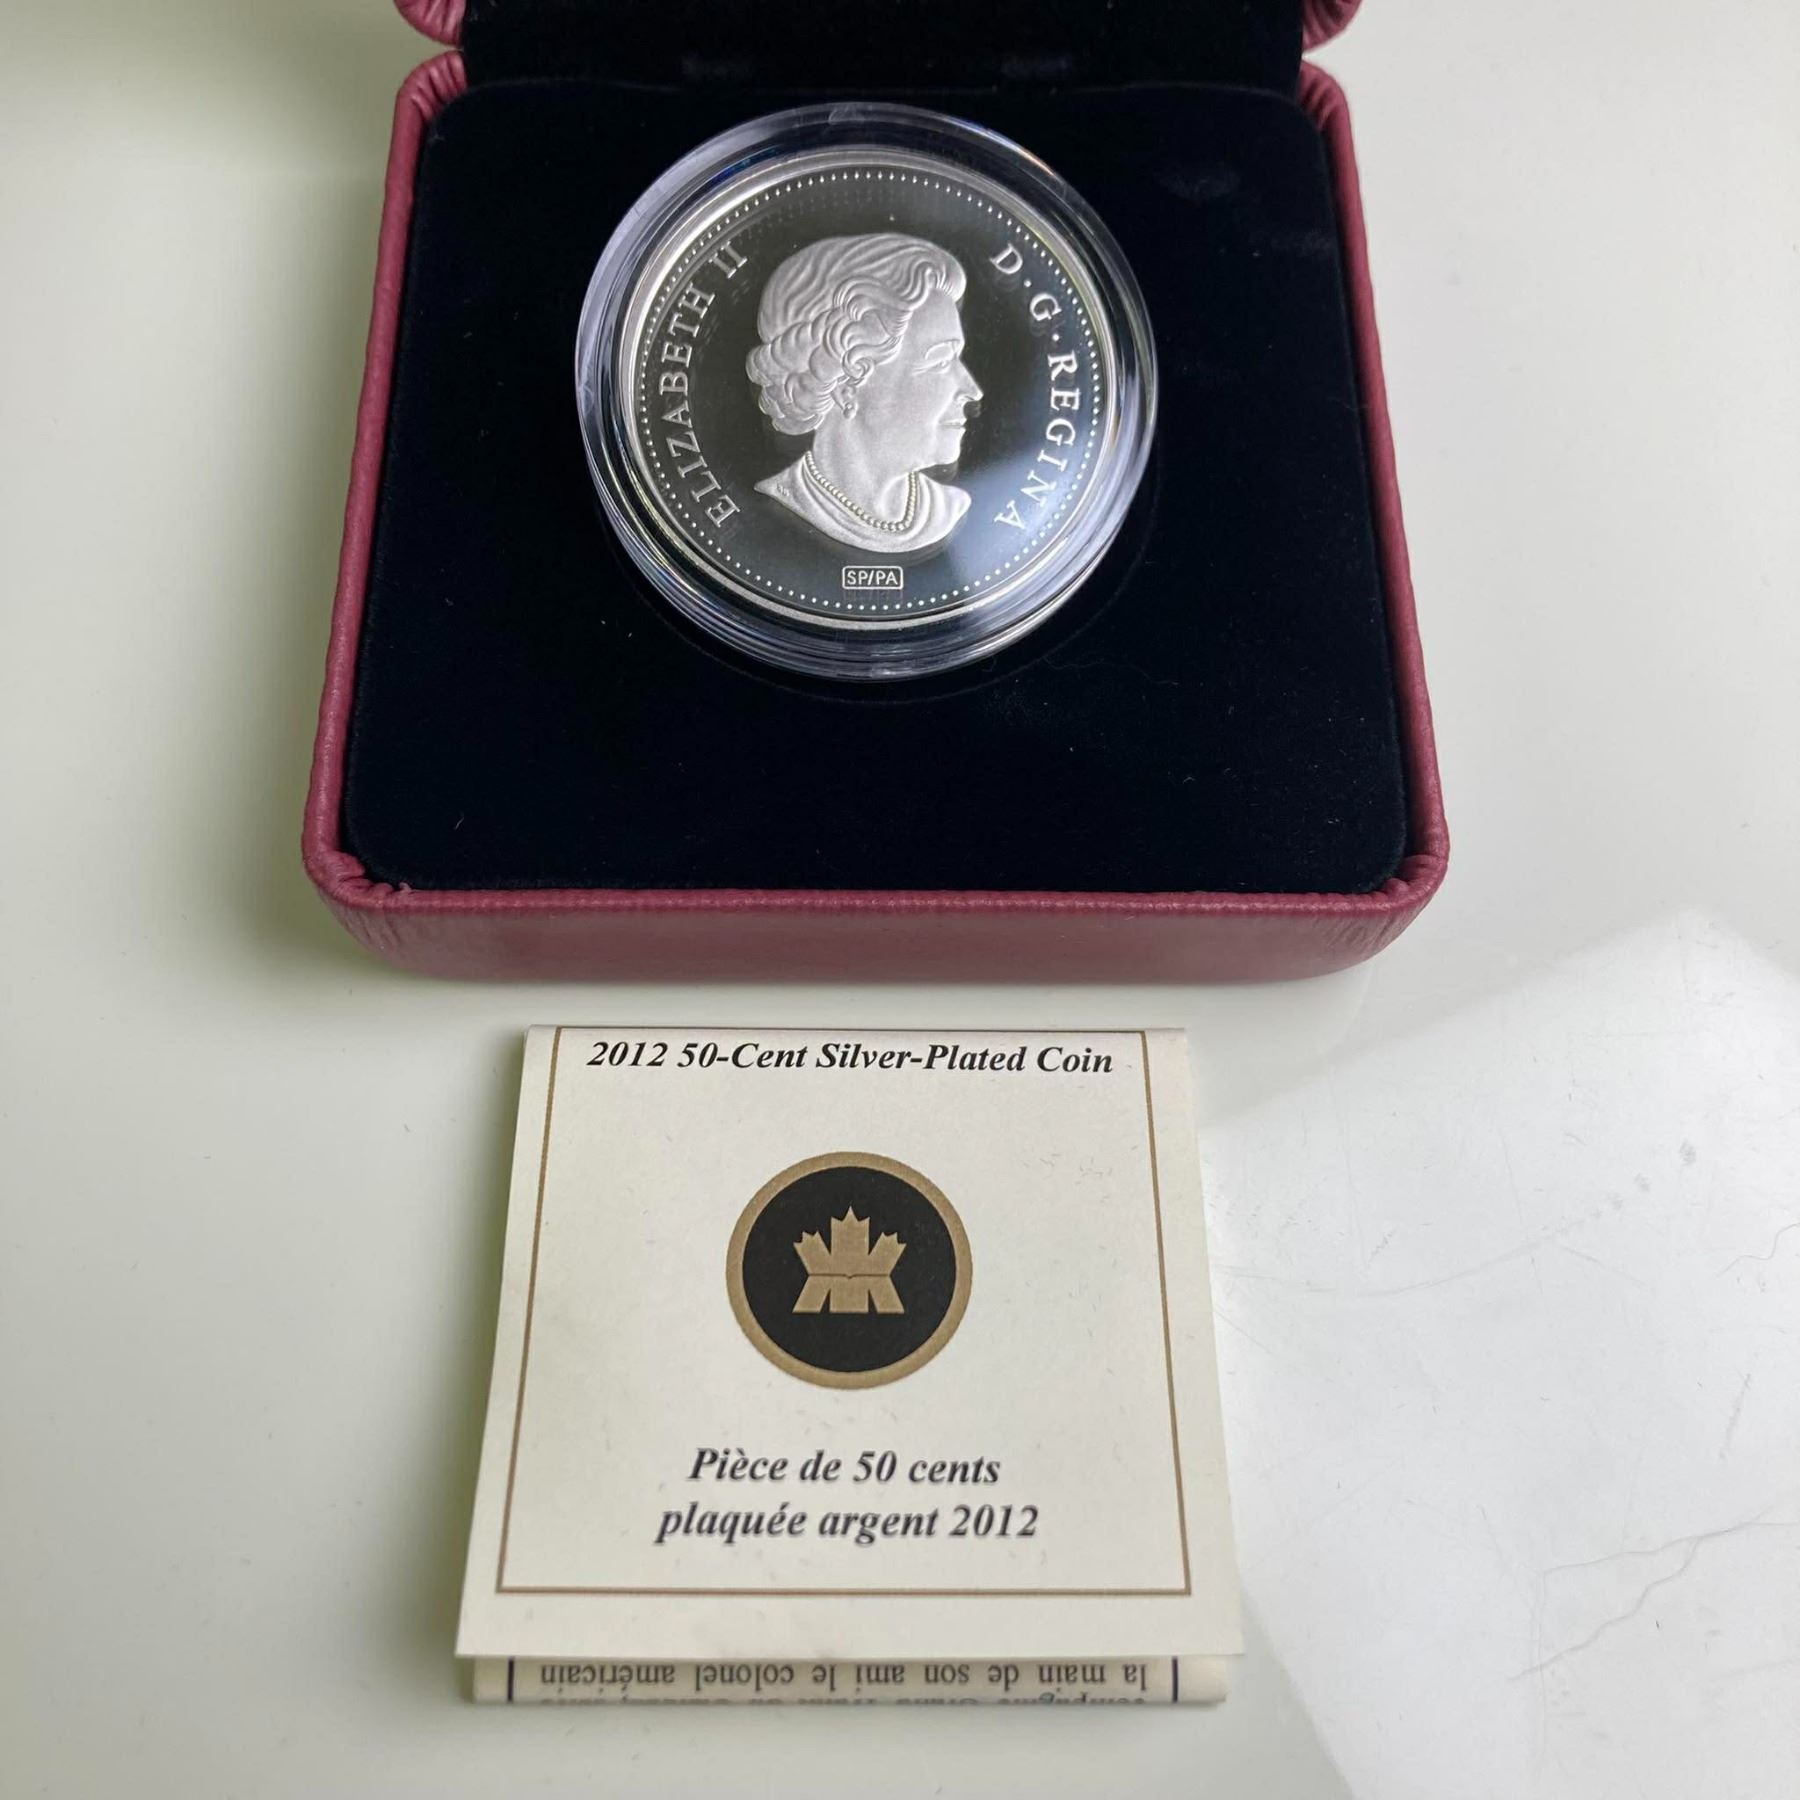 ELIZABETH II
D·G·REGINA
SP/PA
2012 50-Cent Silver-Plated Coin
Pièce de 50 cents
plaquée argent 2012
la main de son ami le colonel américain